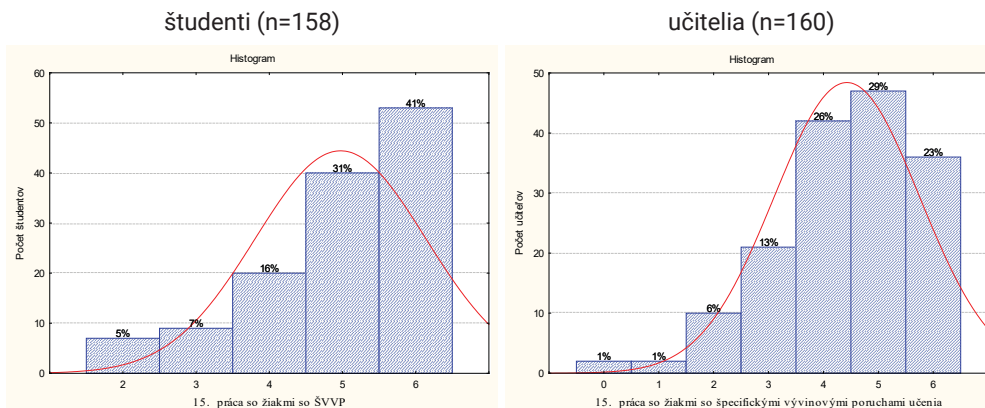 študenti (n=158)
Histogram
60
50
40
30
20
10
0
Počet študentov
5%
7%
16%
31%
41%
2 3 4 5 6
15. práca so žiakmi so ŠVVP
učitelia (n=160)
Histogram
50
40
30
20
10
0
Počet učiteľov
1%
1%
6%
13%
26%
29%
23%
0 1 2 3 4 5 6
15. práca so žiakmi so špecifickými vývinovými poruchami učenia